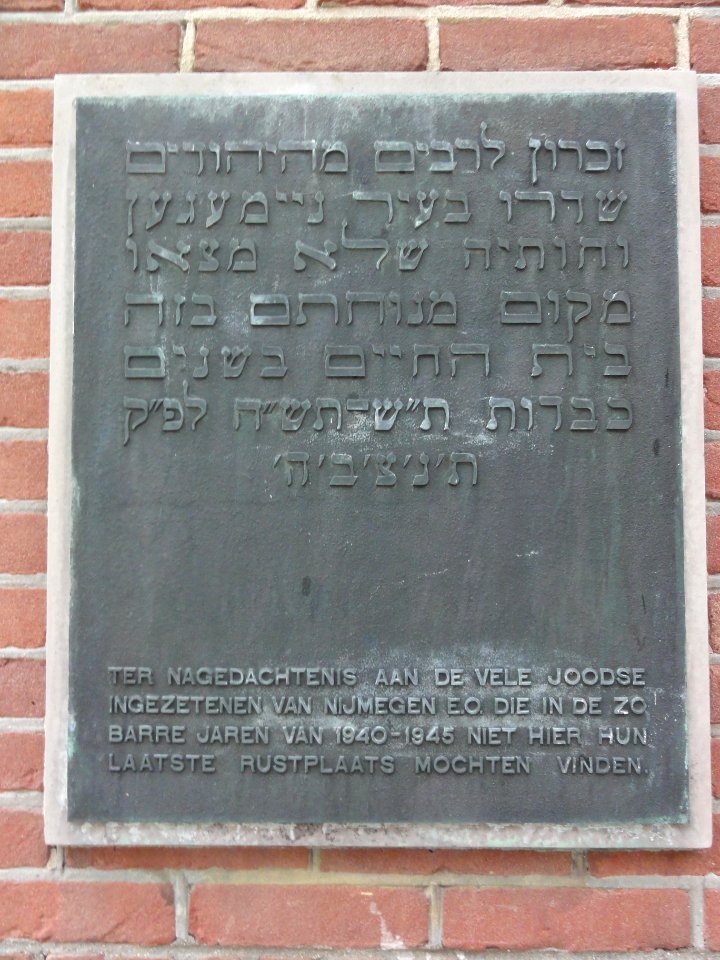 זכרון לרבים מהיהודים
שדרו בעיר ניימעגען
וחותיה שלא מצאו
מקום מנוחתם בזה
בית החיים בשנים
כבדות ת״ש-תש״ח לפ״ק
ת׳נ׳צ׳ב׳ה׳
TER NAGEDACHTENIS AAN DE VELE JOODSE
INGEZETENEN VAN NIJMEGEN E.O. DIE IN DE ZO
BARRE JAREN VAN 1940-1945 NIET HIER HUN
LAATSTE RUSTPLAATS MOCHTEN VINDEN.